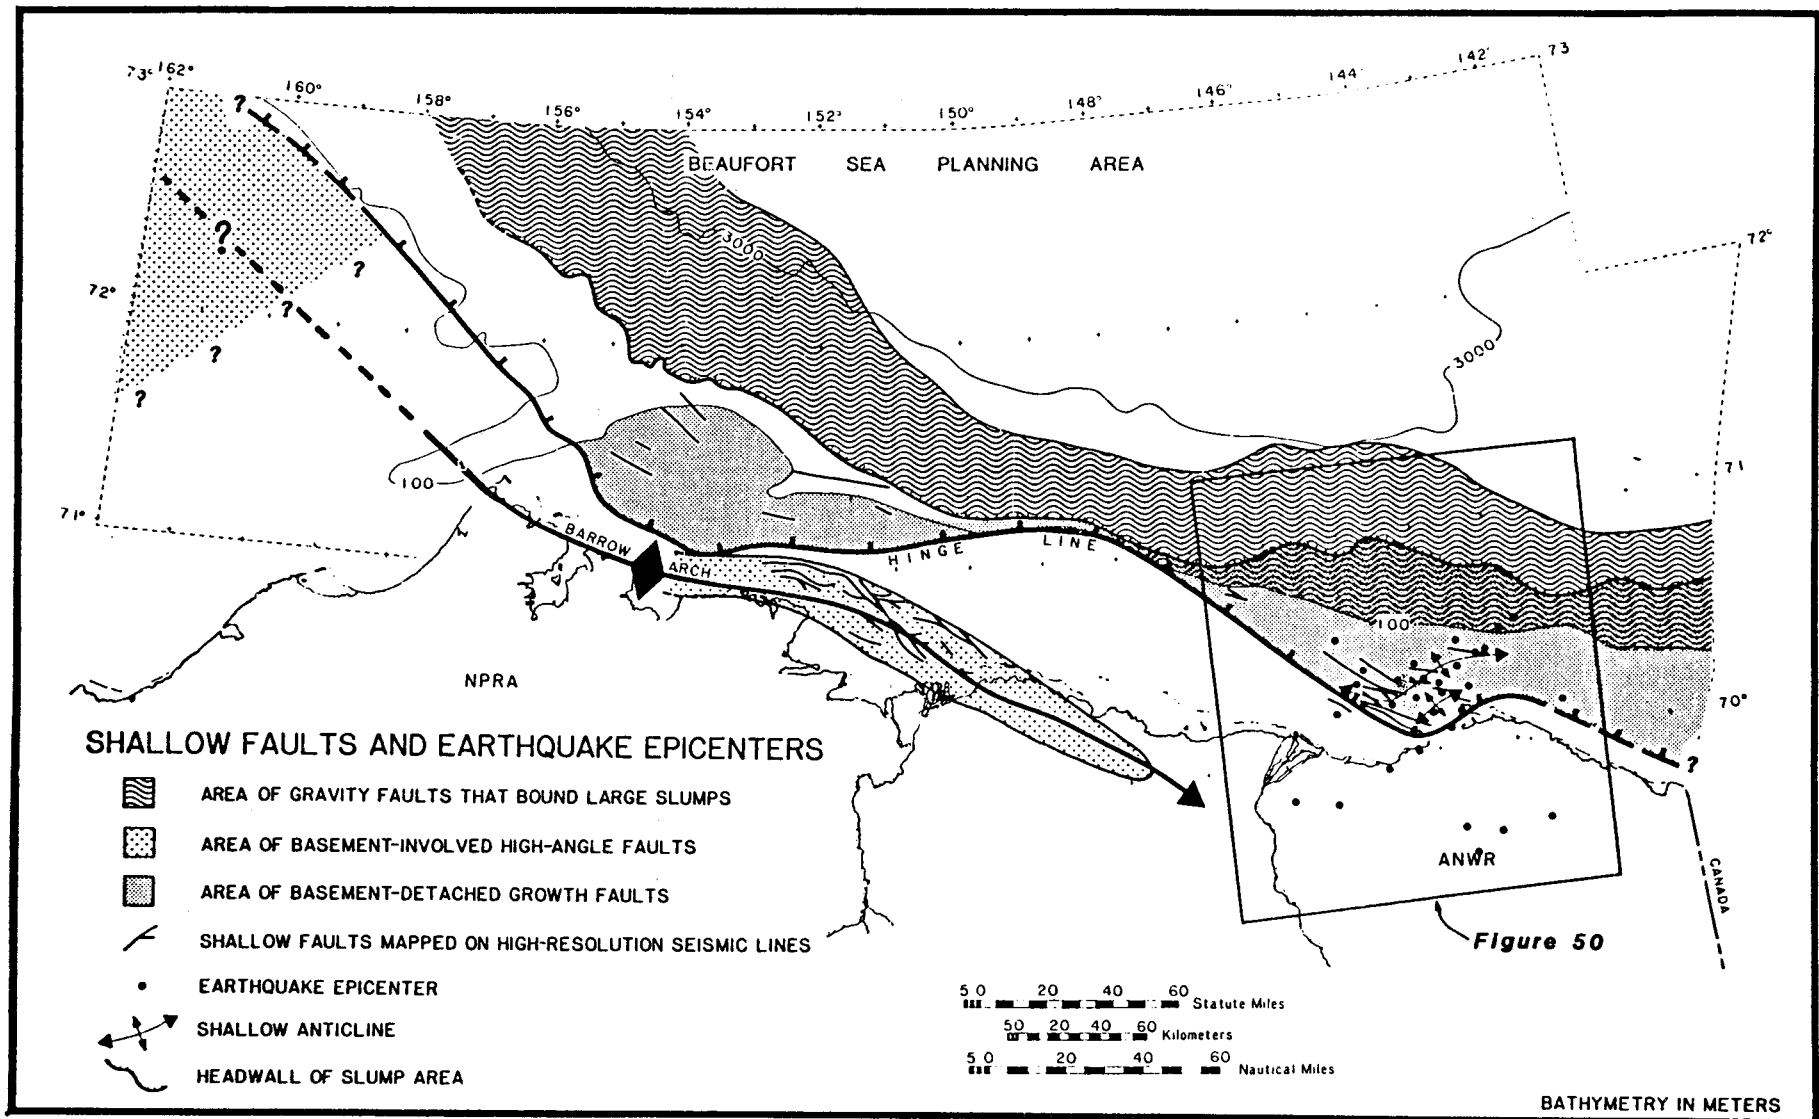 73° 162°
160°
158°
156°
154°
152°
150°
148°
146°
144
142°
73
BEAUFORT SEA PLANNING AREA
?
3000
72°
?
?
72°
?
?
?
3000
71
100
71°
BARROW
ARCH
HINGE LINE
100
NPRA
70°
?
SHALLOW FAULTS AND EARTHQUAKE EPICENTERS
AREA OF GRAVITY FAULTS THAT BOUND LARGE SLUMPS
AREA OF BASEMENT-INVOLVED HIGH-ANGLE FAULTS
AREA OF BASEMENT-DETACHED GROWTH FAULTS
SHALLOW FAULTS MAPPED ON HIGH-RESOLUTION SEISMIC LINES
EARTHQUAKE EPICENTER
SHALLOW ANTICLINE
HEADWALL OF SLUMP AREA
ANWR
CANADA
Figure 50
5 0 20 40 60 Statute Miles
50 20 40 60 Kilometers
5 0 20 40 60 Nautical Miles
BATHYMETRY IN METERS